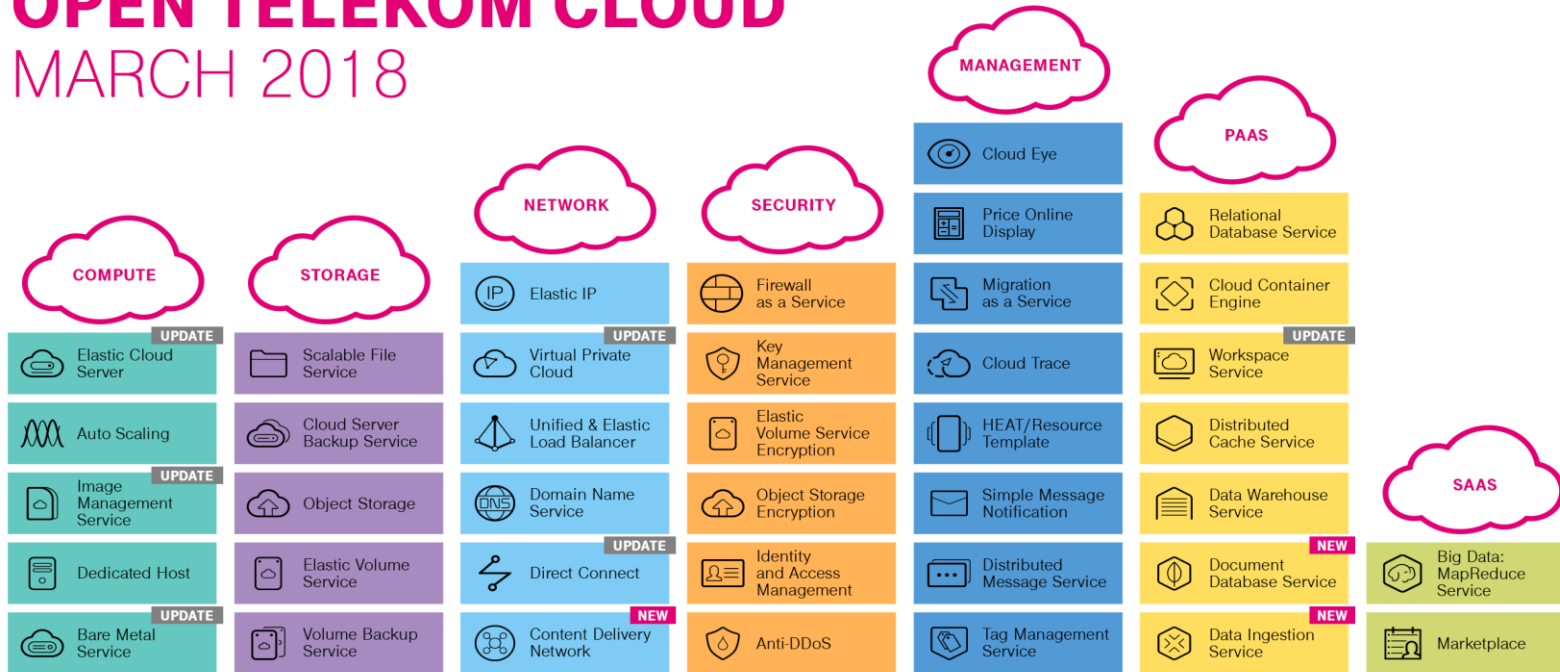 OPEN TELEKOM CLOUD
MARCH 2018
COMPUTE
UPDATE
Elastic Cloud
Server
Auto Scaling
UPDATE
Image
Management
Service
Dedicated Host
UPDATE
Bare Metal
Service
STORAGE
Scalable File
Service
Cloud Server
Backup Service
Object Storage
Elastic Volume
Service
Volume Backup
Service
NETWORK
IP
Elastic IP
UPDATE
Virtual Private
Cloud
Unified & Elastic
Load Balancer
DNS
Domain Name
Service
UPDATE
Direct Connect
NEW
Content Delivery
Network
SECURITY
Firewall
as a Service
Key
Management
Service
Elastic
Volume Service
Encryption
Object Storage
Encryption
Identity
and Access
Management
Anti-DDoS
MANAGEMENT
Cloud Eye
Price Online
Display
Migration
as a Service
Cloud Trace
HEAT/Resource
Template
Simple Message
Notification
Distributed
Message Service
Tag Management
Service
PAAS
Relational
Database Service
Cloud Container
Engine
UPDATE
Workspace
Service
Distributed
Cache Service
Data Warehouse
Service
NEW
Document
Database Service
NEW
Data Ingestion
Service
SAAS
Big Data:
MapReduce
Service
Marketplace